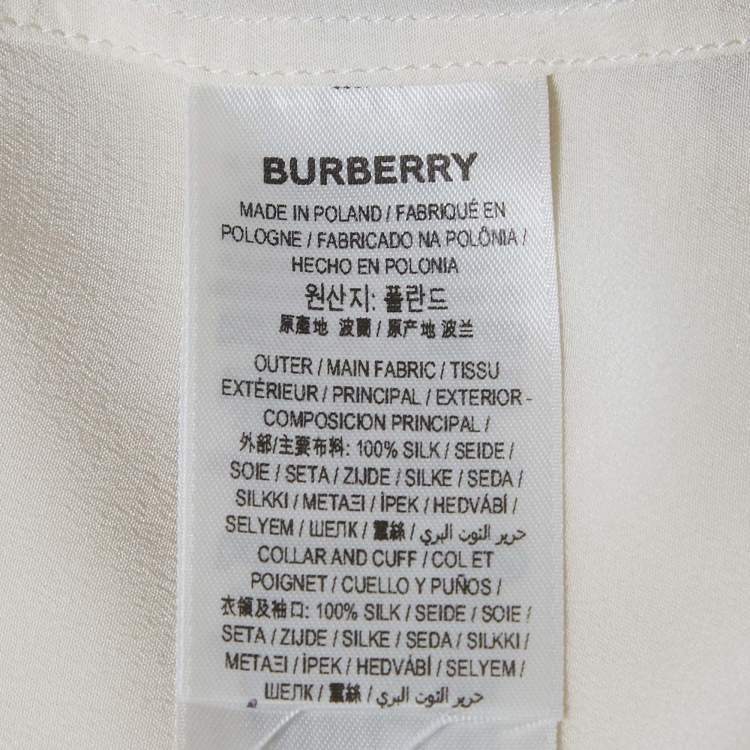 BURBERRY
MADE IN POLAND / FABRIQUÉ EN
POLOGNE / FABRICADO NA POLÔNIA /
HECHO EN POLONIA
원산지: 폴란드
原產地 波蘭 / 原产地 波兰
OUTER / MAIN FABRIC / TISSU
EXTÉRIEUR / PRINCIPAL / EXTERIOR -
COMPOSICION PRINCIPAL /
外部/主要布料: 100% SILK / SEIDE /
SOIE / SETA / ZIJDE / SILKE / SEDA /
SILKKI / ΜΕΤΑΞΙ / İPEK / HEDVÁBÍ /
SELYEM / ШЕЛК / 蠶絲 / حرير التوت البري /
COLLAR AND CUFF / COL ET
POIGNET / CUELLO Y PUÑOS /
衣領及袖口: 100% SILK / SEIDE / SOIE /
SETA / ZIJDE / SILKE / SEDA / SILKKI /
ΜΕΤΑΞΙ / İPEK / HEDVÁBÍ / SELYEM /
ШЕЛК / 蠶絲 / حرير التوت البري